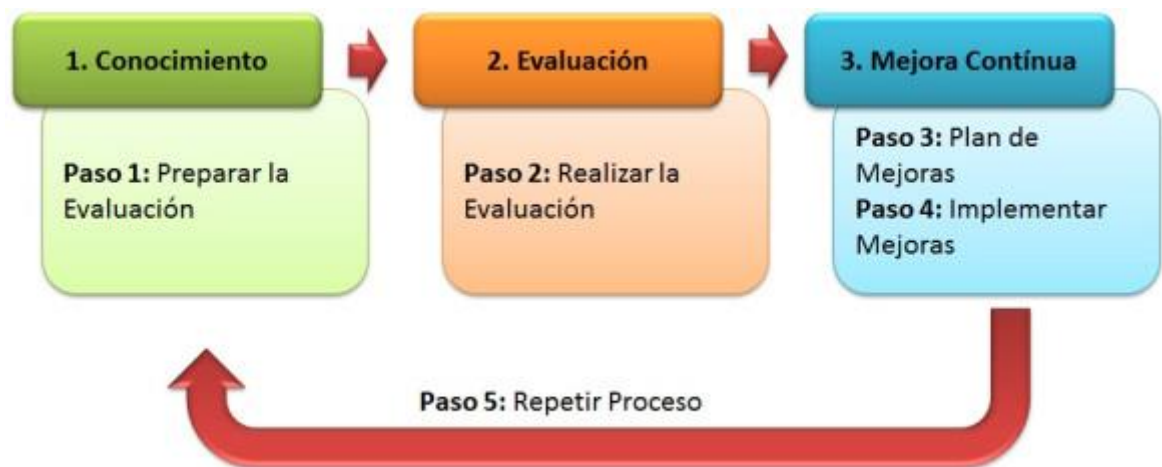 1. Conocimiento
2. Evaluación
3. Mejora Contínua
Paso 1: Preparar la
Evaluación
Paso 2: Realizar la
Evaluación
Paso 3: Plan de
Mejoras
Paso 4: Implementar
Mejoras
Paso 5: Repetir Proceso